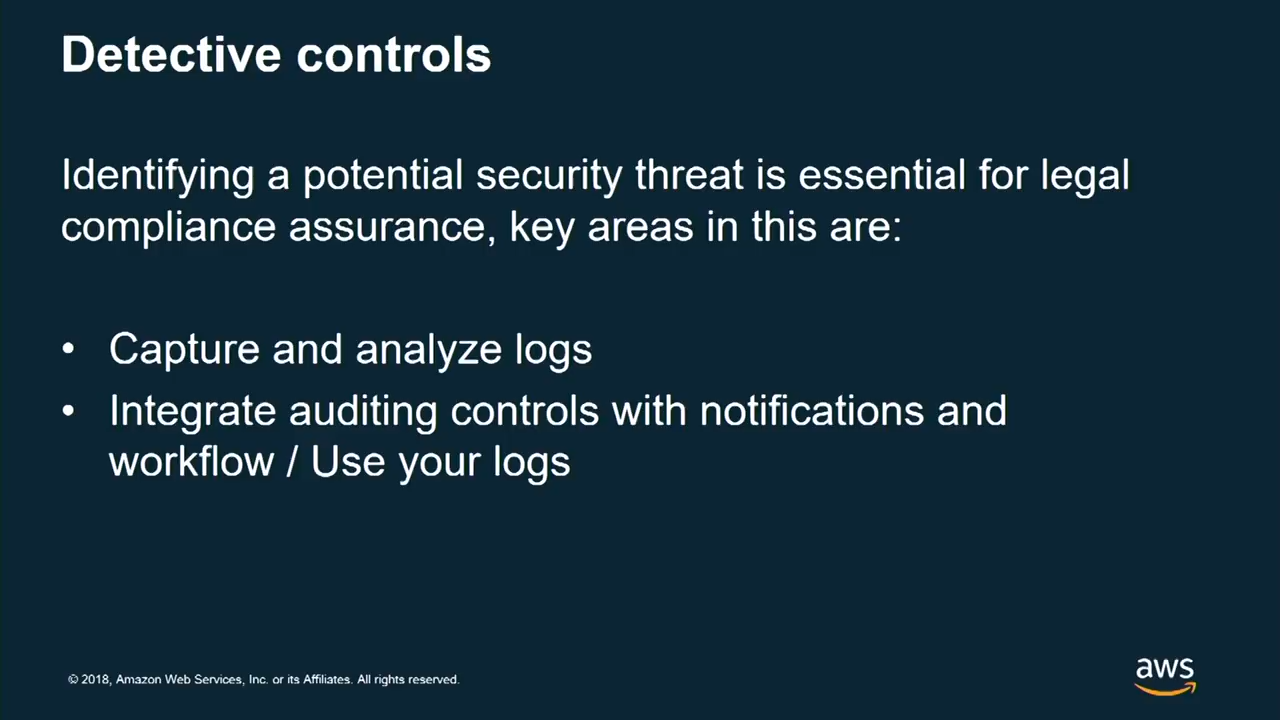 Detective controls
Identifying a potential security threat is essential for legal
compliance assurance, key areas in this are:
• Capture and analyze logs
• Integrate auditing controls with notifications and
workflow / Use your logs
© 2018, Amazon Web Services, Inc. or its Affiliates. All rights reserved.
aws